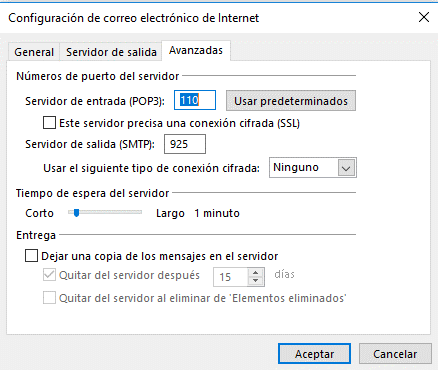 Configuración de correo electrónico de Internet
General Servidor de salida Avanzadas
Números de puerto del servidor
Servidor de entrada (POP3): 110 Usar predeterminados
Este servidor precisa una conexión cifrada (SSL)
Servidor de salida (SMTP): 925
Usar el siguiente tipo de conexión cifrada: Ninguno
Tiempo de espera del servidor
Corto Largo 1 minuto
Entrega
Dejar una copia de los mensajes en el servidor
Quitar del servidor después 15 días
Quitar del servidor al eliminar de 'Elementos eliminados'
Aceptar Cancelar